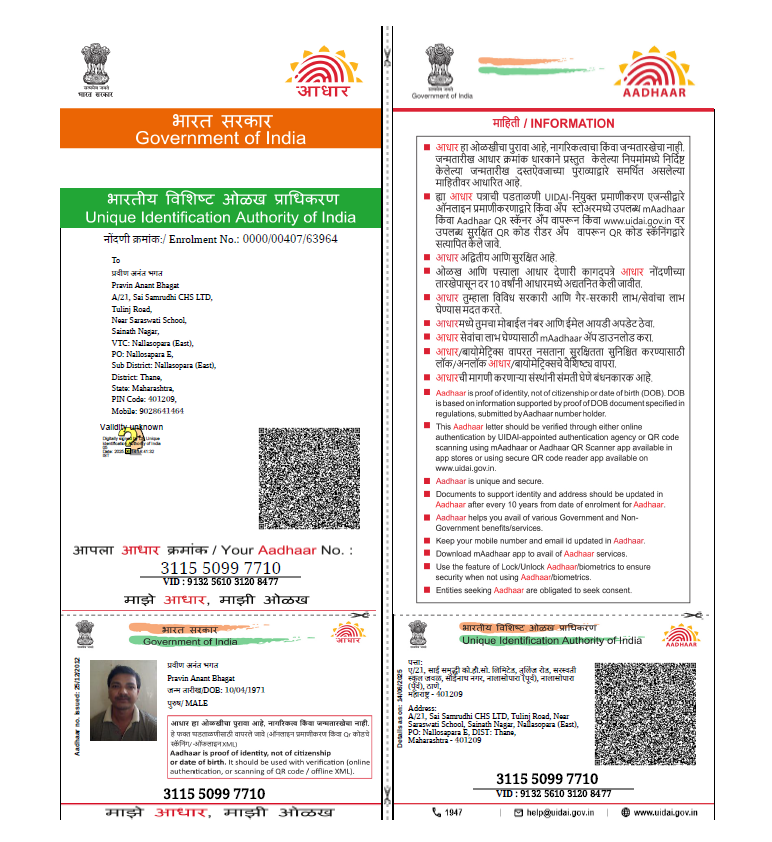 सत्यमेव जयते
भारत सरकार
आधार
भारत सरकार
Government of India
भारतीय विशिष्ट ओळख प्राधिकरण
Unique Identification Authority of India
नोंदणी क्रमांक:/ Enrolment No.: 0000/00407/63964
To
प्रवीण अनंत भगत
Pravin Anant Bhagat
A/21, Sai Samrudhi CHS LTD,
Tulinj Road,
Near Saraswati School,
Sainath Nagar,
VTC: Nallasopara (East),
PO: Nallosapara E,
Sub District: Nallasopara (East),
District: Thane,
State: Maharashtra,
PIN Code: 401209,
Mobile: 9028641464
Validity unknown
Digitally signed by Unique
Identification Authority of India
आपला आधार क्रमांक / Your Aadhaar No. :
3115 5099 7710
VID : 9132 5610 3120 8477
माझे आधार, माझी ओळख
भारत सरकार
Government of India
आधार
Aadhaar no. issued: 25/12/2012
प्रवीण अनंत भगत
Pravin Anant Bhagat
जन्म तारीख/DOB: 10/04/1971
पुरुष/ MALE
आधार हा ओळखीचा पुरावा आहे, नागरिकत्व किंवा जन्मतारखेचा नाही.
हे फक्त पडताळणीसाठी वापरले जावे (ऑनलाइन प्रमाणीकरण किंवा Qr कोडचे
स्कॅनिंग/ऑफलाइन XML)
Aadhaar is proof of identity, not of citizenship
or date of birth. It should be used with verification (online
authentication, or scanning of QR code / offline XML).
3115 5099 7710
माझे आधार, माझी ओळख
Government of India
AADHAAR
माहिती / INFORMATION
आधार हा ओळखीचा पुरावा आहे, नागरिकत्वाचा किंवा जन्मतारखेचा नाही.
जन्मतारीख आधार क्रमांक धारकाने प्रस्तुत केलेल्या नियमांमध्ये निर्दिष्ट
केलेल्या जन्मतारीख दस्तऐवजाच्या पुराव्याद्वारे समर्थित असलेल्या
माहितीवर आधारित आहे.
ह्या आधार पत्राची पडताळणी UIDAI-नियुक्त प्रमाणीकरण एजन्सीद्वारे
ऑनलाइन प्रमाणीकरणाद्वारे किंवा ॲप स्टोअरमध्ये उपलब्ध mAadhaar
किंवा Aadhaar QR स्कॅनर ॲप वापरून किंवा www.uidai.gov.in वर
उपलब्ध सुरक्षित QR कोड रीडर ॲप वापरून QR कोड स्कॅनिंगद्वारे
सत्यापित केले जावे.
आधार अद्वितीय आणि सुरक्षित आहे.
ओळख आणि पत्त्याला आधार देणारी कागदपत्रे आधार नोंदणीच्या
तारखेपासून दर 10 वर्षांनी आधारमध्ये अद्यतनित केली जावीत.
आधार तुम्हाला विविध सरकारी आणि गैर-सरकारी लाभ/सेवांचा लाभ
घेण्यास मदत करते.
आधारमध्ये तुमचा मोबाईल नंबर आणि ईमेल आयडी अपडेट ठेवा.
आधार सेवांचा लाभ घेण्यासाठी mAadhaar ॲप डाउनलोड करा.
आधार/बायोमेट्रिक्स वापरत नसताना सुरक्षितता सुनिश्चित करण्यासाठी
लॉक/अनलॉक आधार/बायोमेट्रिक्सचे वैशिष्ट्य वापरा.
आधारची मागणी करणाऱ्या संस्थांनी संमती घेणे बंधनकारक आहे.
Aadhaar is proof of identity, not of citizenship or date of birth (DOB). DOB
is based on information supported by proof of DOB document specified in
regulations, submitted by Aadhaar number holder.
This Aadhaar letter should be verified through either online
authentication by UIDAI-appointed authentication agency or QR code
scanning using mAadhaar or Aadhaar QR Scanner app available in
app stores or using secure QR code reader app available on
www.uidai.gov.in.
Aadhaar is unique and secure.
Documents to support identity and address should be updated in
Aadhaar after every 10 years from date of enrolment for Aadhaar.
Aadhaar helps you avail of various Government and Non-
Government benefits/services.
Keep your mobile number and email id updated in Aadhaar.
Download mAadhaar app to avail of Aadhaar services.
Use the feature of Lock/Unlock Aadhaar/biometrics to ensure
security when not using Aadhaar/biometrics.
Entities seeking Aadhaar are obligated to seek consent.
भारतीय विशिष्ट ओळख प्राधिकरण
Unique Identification Authority of India
AADHAAR
पत्ता:
ए/21, साई समृद्धी को.हौ.सो. लिमिटेड, तुलिंज रोड, सरस्वती
स्कूल जवळ, साईनाथ नगर, नालासोपारा (पूर्व), नालासोपारा
(पूर्व), ठाणे,
महाराष्ट्र - 401209
Address:
A/21, Sai Samrudhi CHS LTD, Tulinj Road, Near
Saraswati School, Sainath Nagar, Nallasopara (East),
PO: Nallosapara E, DIST: Thane,
Maharashtra - 401209
3115 5099 7710
VID : 9132 5610 3120 8477
1947 | help@uidai.gov.in | www.uidai.gov.in